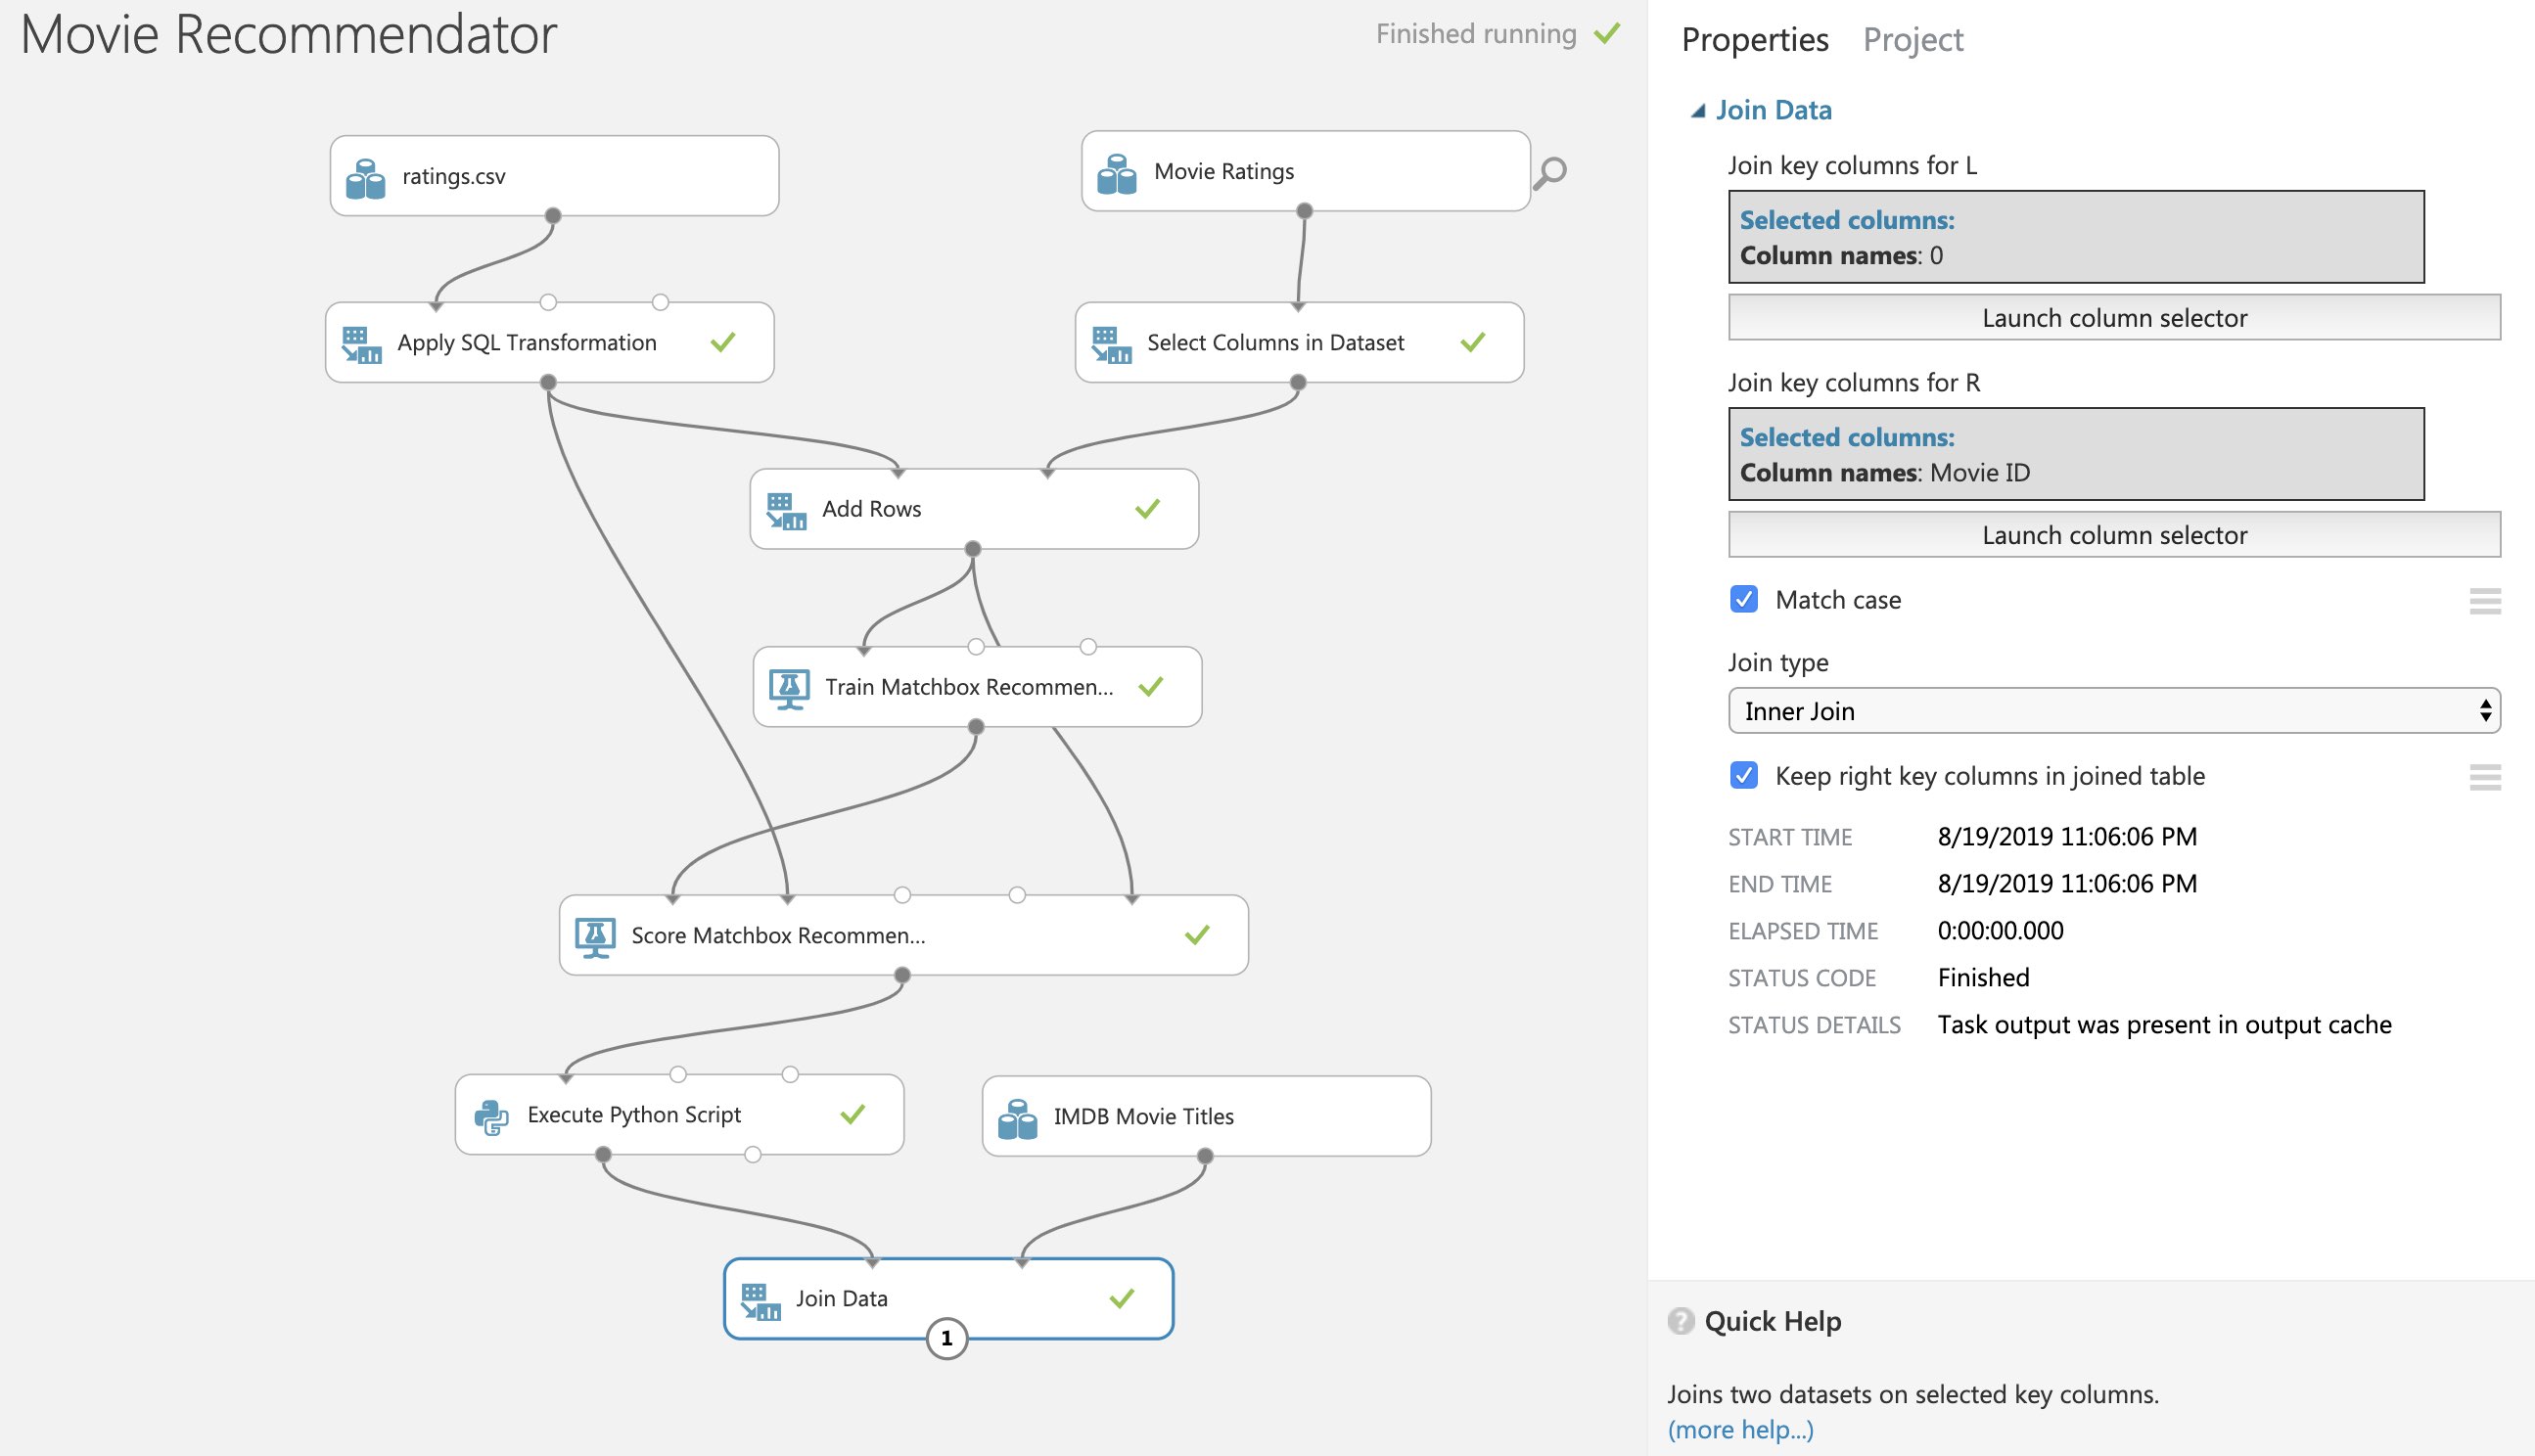 Movie Recommendator
Finished running
ratings.csv
Movie Ratings
Apply SQL Transformation
Select Columns in Dataset
Add Rows
Train Matchbox Recommen...
Score Matchbox Recommen...
Execute Python Script
IMDB Movie Titles
Join Data
1
Properties Project
Join Data
Join key columns for L
Selected columns:
Column names: 0
Launch column selector
Join key columns for R
Selected columns:
Column names: Movie ID
Launch column selector
Match case
Join type
Inner Join
Keep right key columns in joined table
START TIME 8/19/2019 11:06:06 PM
END TIME 8/19/2019 11:06:06 PM
ELAPSED TIME 0:00:00.000
STATUS CODE Finished
STATUS DETAILS Task output was present in output cache
? Quick Help
Joins two datasets on selected key columns.
(more help...)